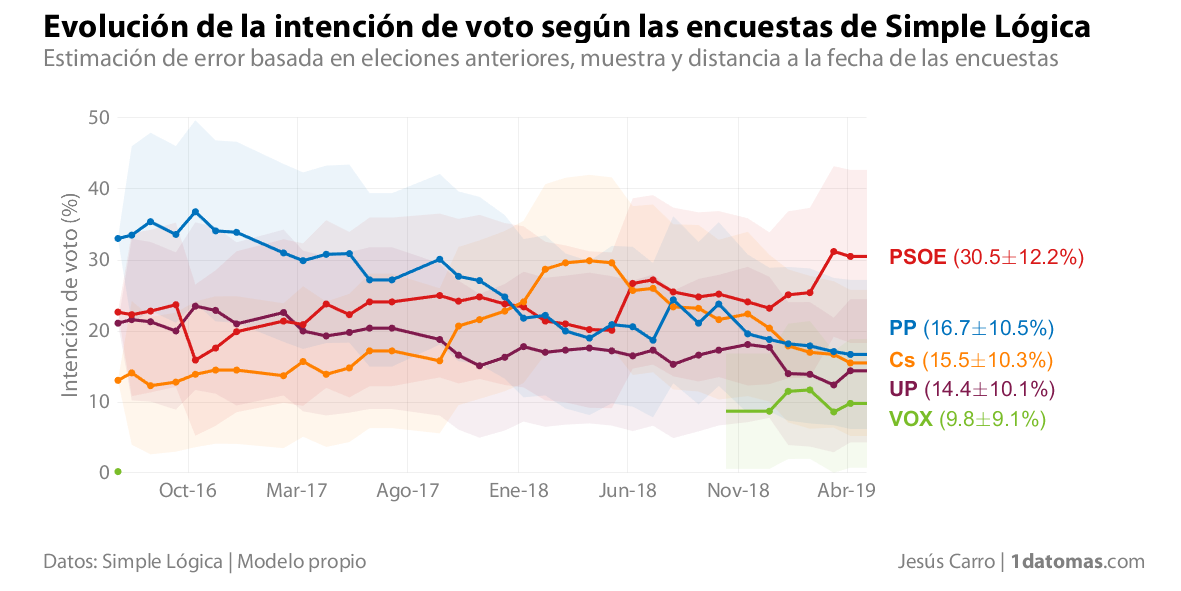 Evolución de la intención de voto según las encuestas de Simple Lógica
Estimación de error basada en eleciones anteriores, muestra y distancia a la fecha de las encuestas
Intención de voto (%)
50
40
30
20
10
0
Oct-16 Mar-17 Ago-17 Ene-18 Jun-18 Nov-18 Abr-19
PSOE (30.5±12.2%)
PP (16.7±10.5%)
Cs (15.5±10.3%)
UP (14.4±10.1%)
VOX (9.8±9.1%)
Datos: Simple Lógica | Modelo propio
Jesús Carro | 1datomas.com